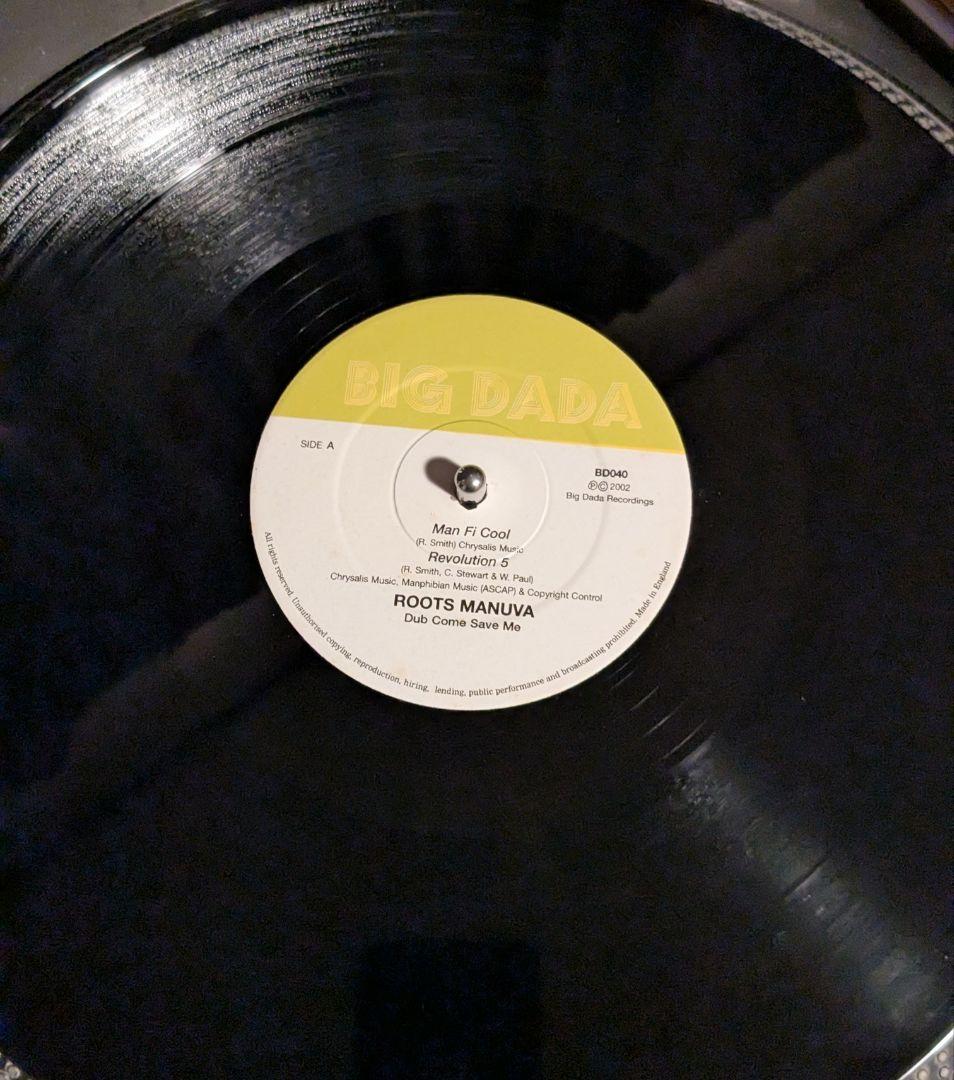 BIG DADA
SIDE A
BD040
℗© 2002
Big Dada Recordings
Man Fi Cool
(R. Smith) Chrysalis Music
Revolution 5
(R. Smith, C. Stewart & W. Paul)
Chrysalis Music, Manphibian Music (ASCAP) & Copyright Control
ROOTS MANUVA
Dub Come Save Me
All rights reserved. Unauthorised copying, reproduction, hiring, lending, public performance and broadcasting prohibited. Made in England